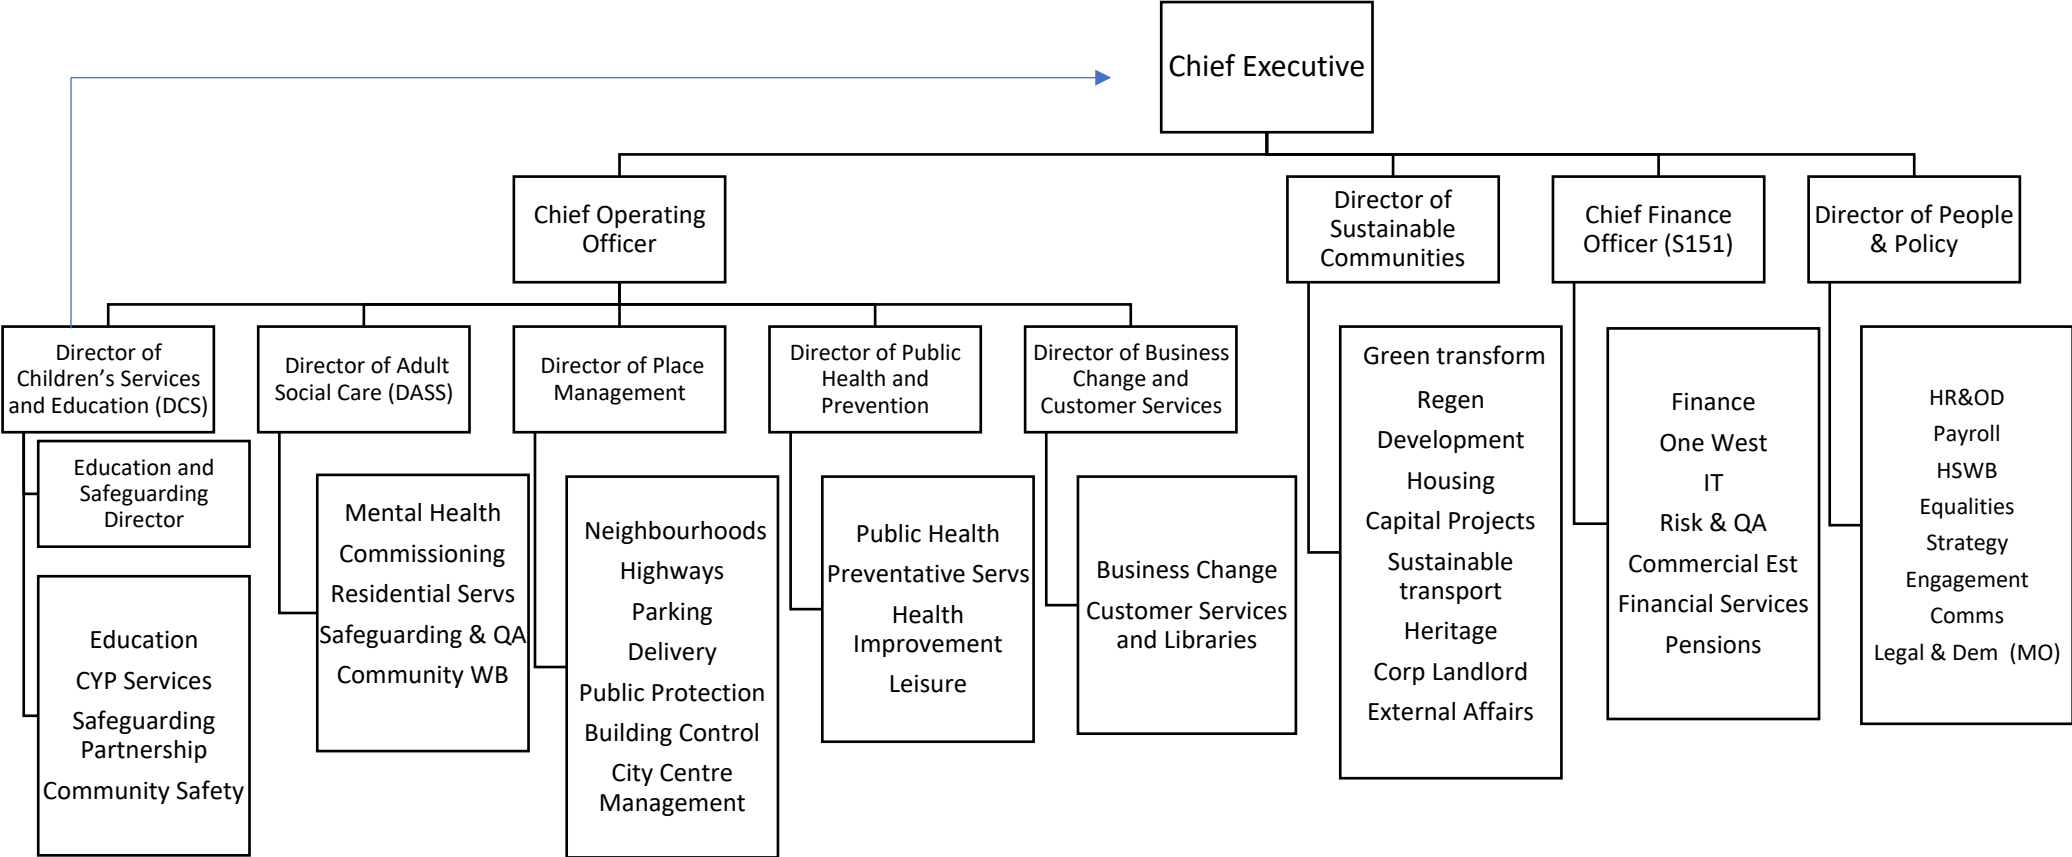 Chief Executive
Chief Operating
Officer
Director of
Sustainable
Communities
Chief Finance
Officer (S151)
Director of People
& Policy
Director of
Children’s Services
and Education (DCS)
Director of Adult
Social Care (DASS)
Director of Place
Management
Director of Public
Health and
Prevention
Director of Business
Change and
Customer Services
Education and
Safeguarding
Director
Education
CYP Services
Safeguarding
Partnership
Community Safety
Mental Health
Commissioning
Residential Servs
Safeguarding & QA
Community WB
Neighbourhoods
Highways
Parking
Delivery
Public Protection
Building Control
City Centre
Management
Public Health
Preventative Servs
Health
Improvement
Leisure
Business Change
Customer Services
and Libraries
Green transform
Regen
Development
Housing
Capital Projects
Sustainable
transport
Heritage
Corp Landlord
External Affairs
Finance
One West
IT
Risk & QA
Commercial Est
Financial Services
Pensions
HR&OD
Payroll
HSWB
Equalities
Strategy
Engagement
Comms
Legal & Dem (MO)